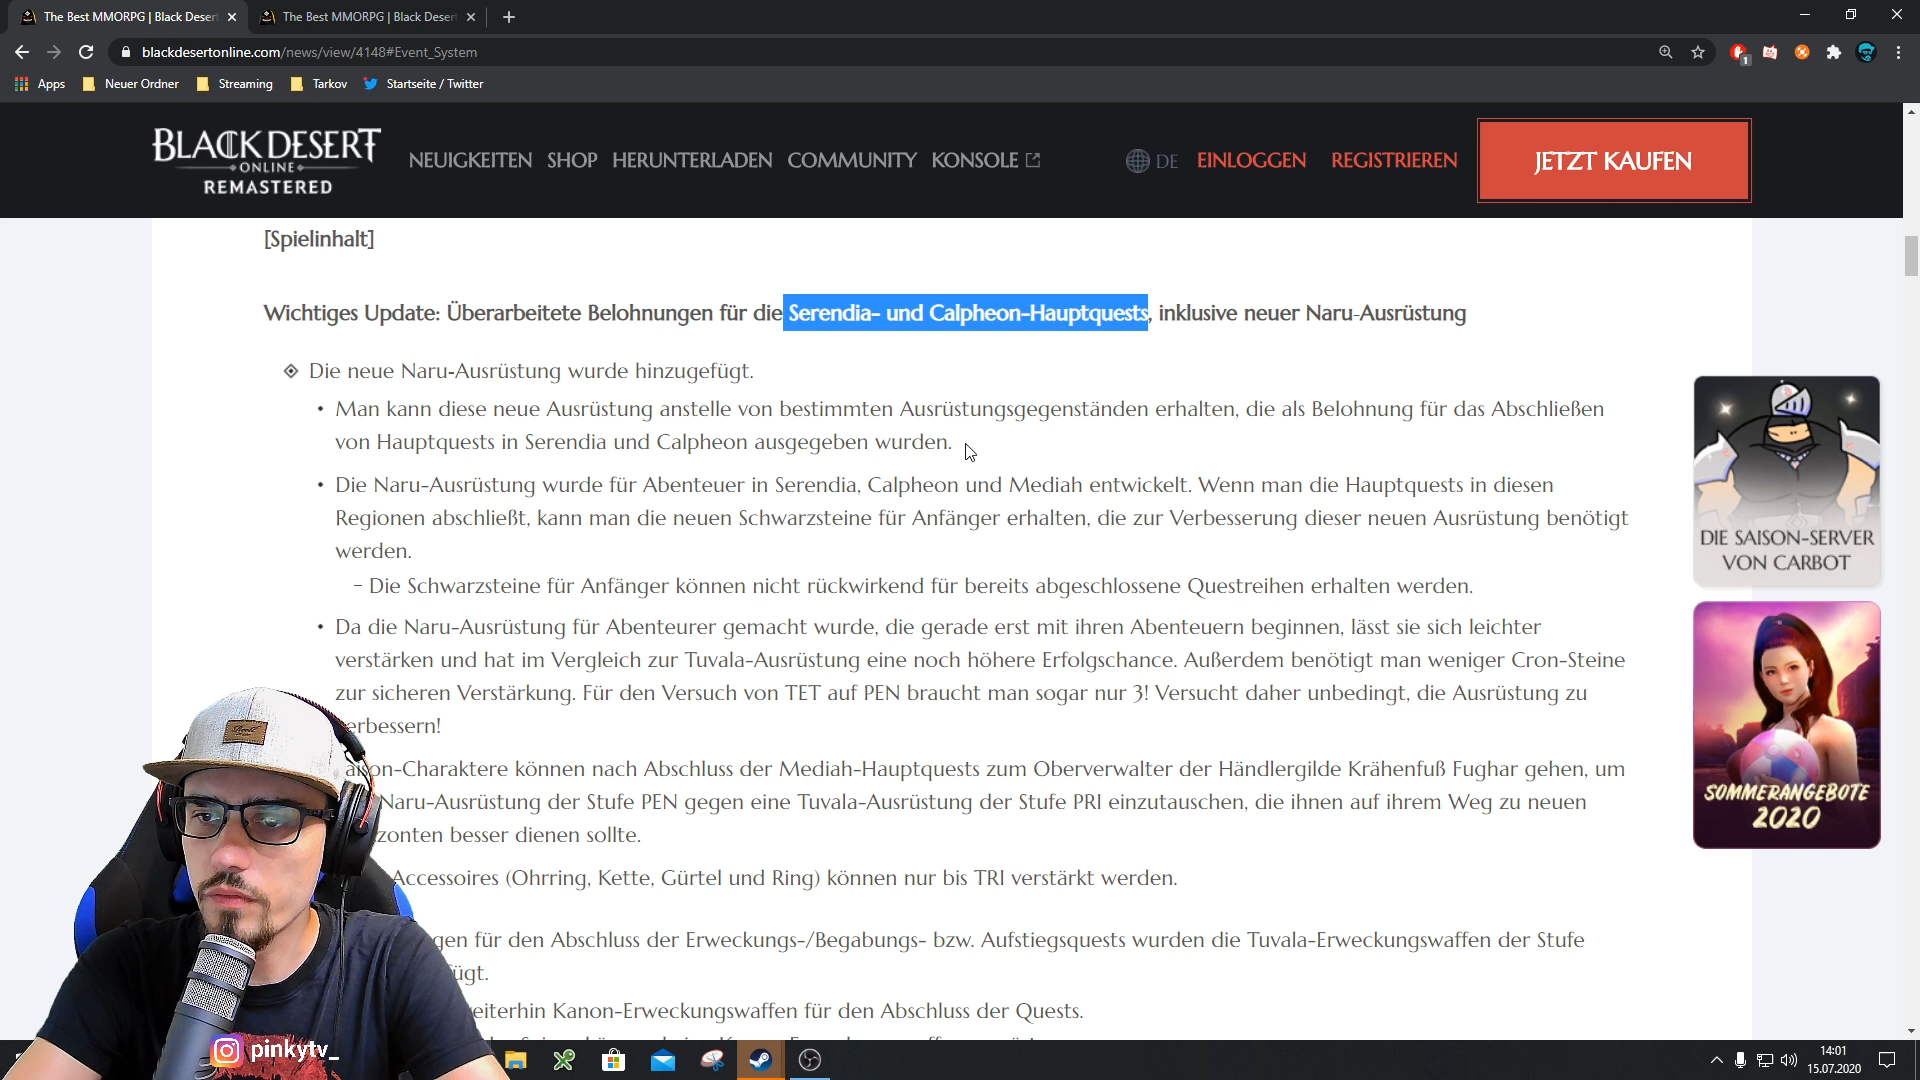 The Best MMORPG | Black Desert
The Best MMORPG | Black Desert
blackdesertonline.com/news/view/4148#Event_System
1
Apps
Neuer Ordner
Streaming
Tarkov
Startseite / Twitter
BLACK DESERT
ONLINE
REMASTERED
NEUIGKEITEN
SHOP
HERUNTERLADEN
COMMUNITY
KONSOLE
DE
EINLOGGEN
REGISTRIEREN
JETZT KAUFEN
[Spielinhalt]
Wichtiges Update: Überarbeitete Belohnungen für die Serendia- und Calpheon-Hauptquests, inklusive neuer Naru-Ausrüstung
Die neue Naru-Ausrüstung wurde hinzugefügt.
• Man kann diese neue Ausrüstung anstelle von bestimmten Ausrüstungsgegenständen erhalten, die als Belohnung für das Abschließen
von Hauptquests in Serendia und Calpheon ausgegeben wurden.
• Die Naru-Ausrüstung wurde für Abenteuer in Serendia, Calpheon und Mediah entwickelt. Wenn man die Hauptquests in diesen
Regionen abschließt, kann man die neuen Schwarzsteine für Anfänger erhalten, die zur Verbesserung dieser neuen Ausrüstung benötigt
werden.
– Die Schwarzsteine für Anfänger können nicht rückwirkend für bereits abgeschlossene Questreihen erhalten werden.
• Da die Naru-Ausrüstung für Abenteurer gemacht wurde, die gerade erst mit ihren Abenteuern beginnen, lässt sie sich leichter
verstärken und hat im Vergleich zur Tuvala-Ausrüstung eine noch höhere Erfolgschance. Außerdem benötigt man weniger Cron-Steine
zur sicheren Verstärkung. Für den Versuch von TET auf PEN braucht man sogar nur 3! Versucht daher unbedingt, die Ausrüstung zu
erbessern!
aison-Charaktere können nach Abschluss der Mediah-Hauptquests zum Oberverwalter der Händlergilde Krähenfuß Fughar gehen, um
Naru-Ausrüstung der Stufe PEN gegen eine Tuvala-Ausrüstung der Stufe PRI einzutauschen, die ihnen auf ihrem Weg zu neuen
zonten besser dienen sollte.
Accessoires (Ohrring, Kette, Gürtel und Ring) können nur bis TRI verstärkt werden.
gen für den Abschluss der Erweckungs-/Begabungs- bzw. Aufstiegsquests wurden die Tuvala-Erweckungswaffen der Stufe
fügt.
eiterhin Kanon-Erweckungswaffen für den Abschluss der Quests.
DIE SAISON-SERVER
VON CARBOT
SOMMERANGEBOTE
2020
pinkytv_
14:01
15.07.2020